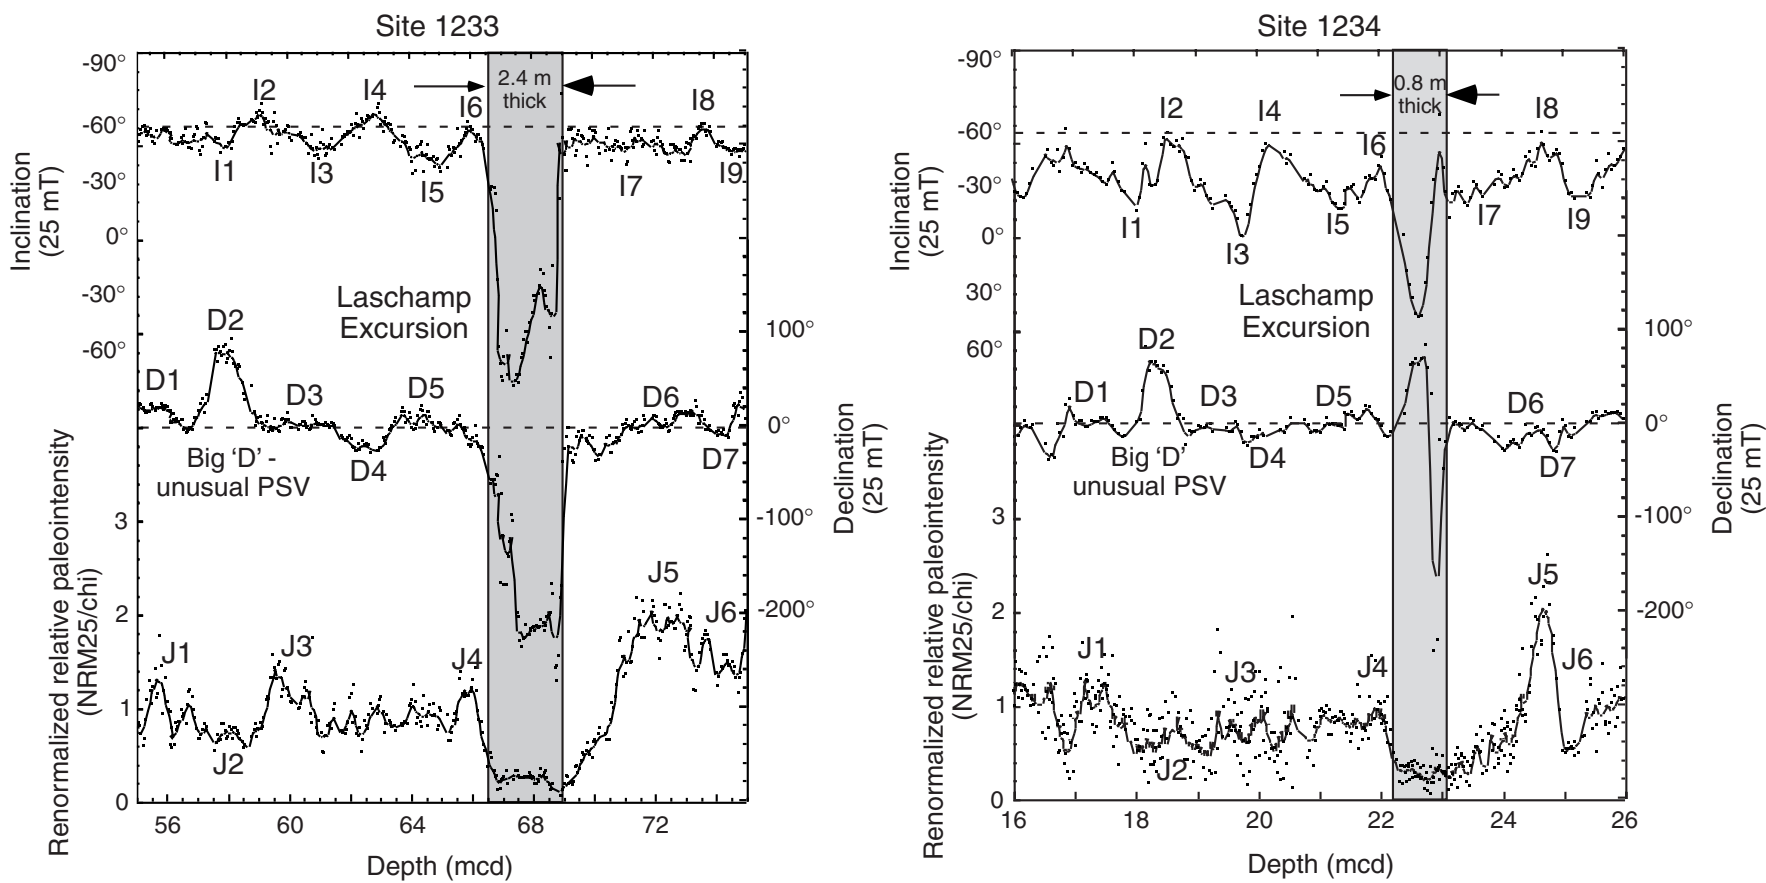 Site 1233
-90°
-60°
-30°
0°
-30°
-60°
Inclination
(25 mT)
I1
I2
I3
I4
I5
I6
I7
I8
I9
2.4 m
thick
Laschamp
Excursion
D1
D2
D3
D4
D5
D6
D7
Big ‘D’ -
unusual PSV
100°
0°
-100°
-200°
Declination
(25 mT)
3
2
1
0
Renormalized relative paleointensity
(NRM25/chi)
J1
J2
J3
J4
J5
J6
56
60
64
68
72
Depth (mcd)
Site 1234
-90°
-60°
-30°
0°
30°
60°
Inclination
(25 mT)
I1
I2
I3
I4
I5
I6
I7
I8
I9
0.8 m
thick
Laschamp
Excursion
D1
D2
D3
D4
D5
D6
D7
Big ‘D’
unusual PSV
100°
0°
-100°
-200°
Declination
(25 mT)
3
2
1
0
Renormalized relative paleointensity
(NRM25/chi)
J1
J2
J3
J4
J5
J6
16
18
20
22
24
26
Depth (mcd)